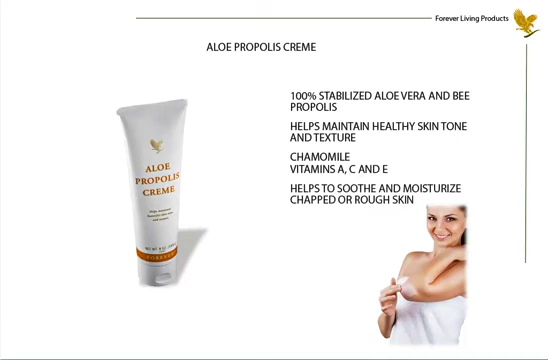 Forever Living Products
ALOE PROPOLIS CREME
100% STABILIZED ALOE VERA AND BEE
PROPOLIS
HELPS MAINTAIN HEALTHY SKIN TONE
AND TEXTURE
CHAMOMILE
VITAMINS A, C AND E
HELPS TO SOOTHE AND MOISTURIZE
CHAPPED OR ROUGH SKIN
ALOE
PROPOLIS
CREME
FOREVER